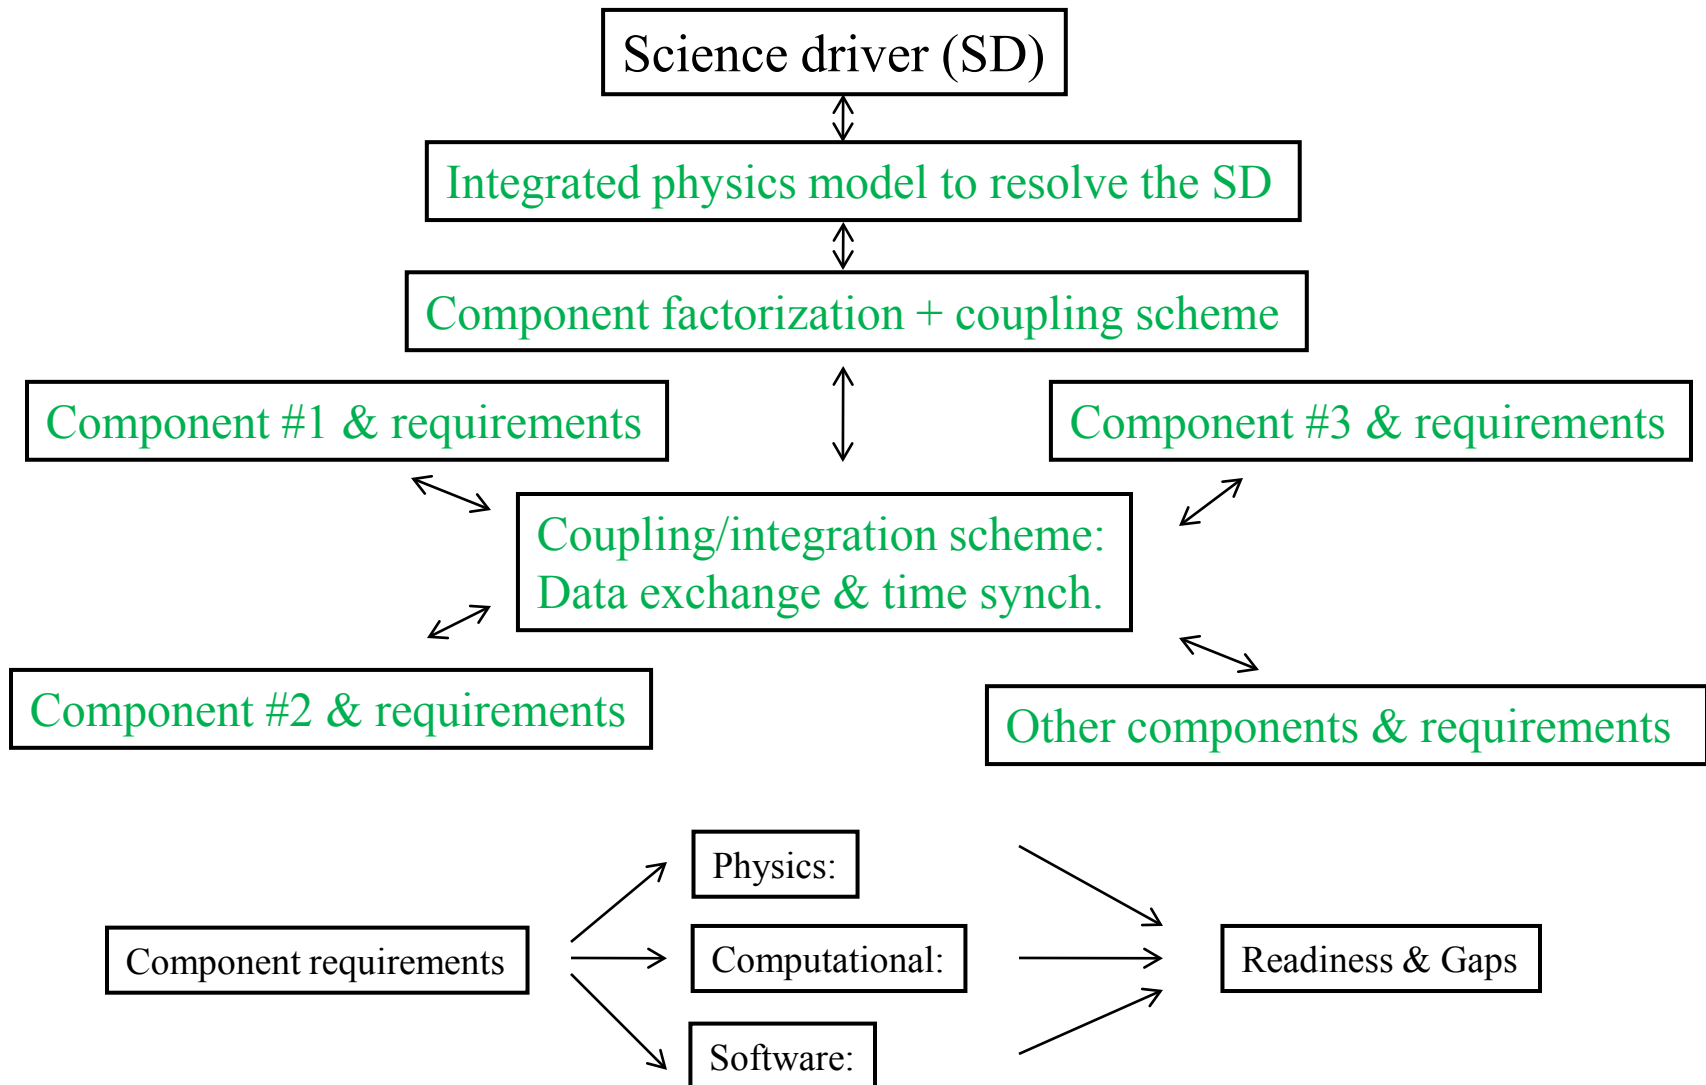 Science driver (SD)
Integrated physics model to resolve the SD
Component factorization + coupling scheme
Component #1 & requirements
Component #3 & requirements
Coupling/integration scheme:
Data exchange & time synch.
Component #2 & requirements
Other components & requirements
Physics:
Component requirements
Computational:
Readiness & Gaps
Software: